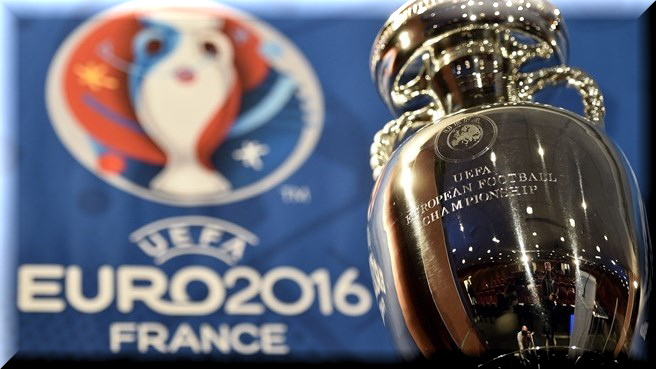 TM
UEFA
EURO2016
FRANCE
UEFA
EUROPEAN FOOTBALL
CHAMPIONSHIP